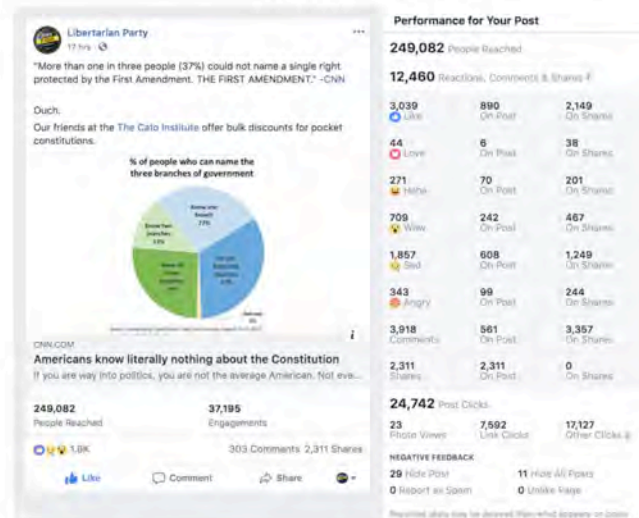 Libertarian Party
17 hrs
"More than one in three people (37%) could not name a single right
protected by the First Amendment. THE FIRST AMENDMENT." -CNN
Ouch.
Our friends at the The Cato Institute offer bulk discounts for pocket
constitutions.
% of people who can name the
three branches of government
CNN.COM
Americans know literally nothing about the Constitution
If you are way into politics, you are not the average American. Not eve...
249,082
People Reached
37,195
Engagements
1.8K
303 Comments 2,311 Shares
Like
Comment
Share
Performance for Your Post
249,082 People Reached
12,460 Reactions, Comments & Shares
3,039 890 2,149
Like On Post On Shares
44 6 38
Love On Post On Shares
271 70 201
Haha On Post On Shares
709 242 467
Wow On Post On Shares
1,857 608 1,249
Sad On Post On Shares
343 99 244
Angry On Post On Shares
3,918 561 3,357
Comments On Post On Shares
2,311 2,311 0
Shares On Post On Shares
24,742 Post Clicks
23 7,592 17,127
Photo Views Link Clicks Other Clicks
NEGATIVE FEEDBACK
29 Hide Post 11 Hide All Posts
0 Report as Spam 0 Unlike Page